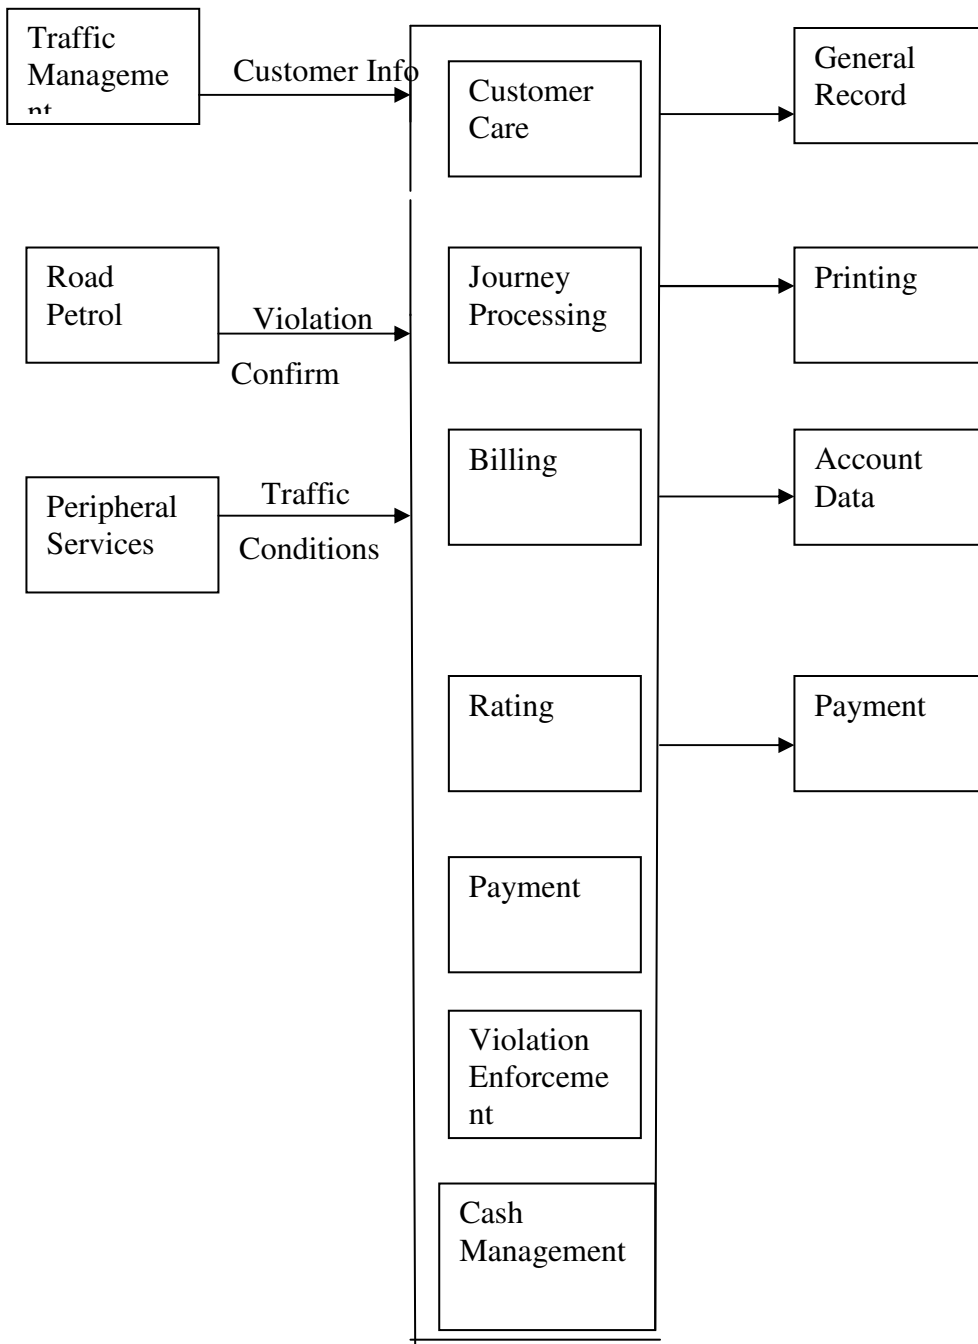 Traffic
Manageme
nt
Customer Info
Customer
Care
General
Record
Road
Petrol
Violation
Confirm
Journey
Processing
Printing
Peripheral
Services
Traffic
Conditions
Billing
Account
Data
Rating
Payment
Payment
Violation
Enforceme
nt
Cash
Management